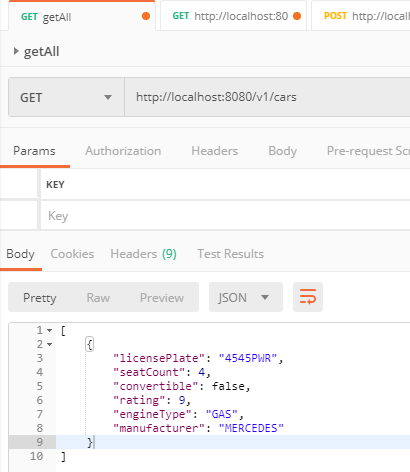 GET getAll
GET http://localhost:80
POST http://local
getAll
GET http://localhost:8080/v1/cars
Params Authorization Headers Body Pre-request Scr
KEY
Key
Body Cookies Headers (9) Test Results
Pretty Raw Preview JSON
1 [
2 {
3 "licensePlate": "4545PWR",
4 "seatCount": 4,
5 "convertible": false,
6 "rating": 9,
7 "engineType": "GAS",
8 "manufacturer": "MERCEDES"
9 }
10 ]